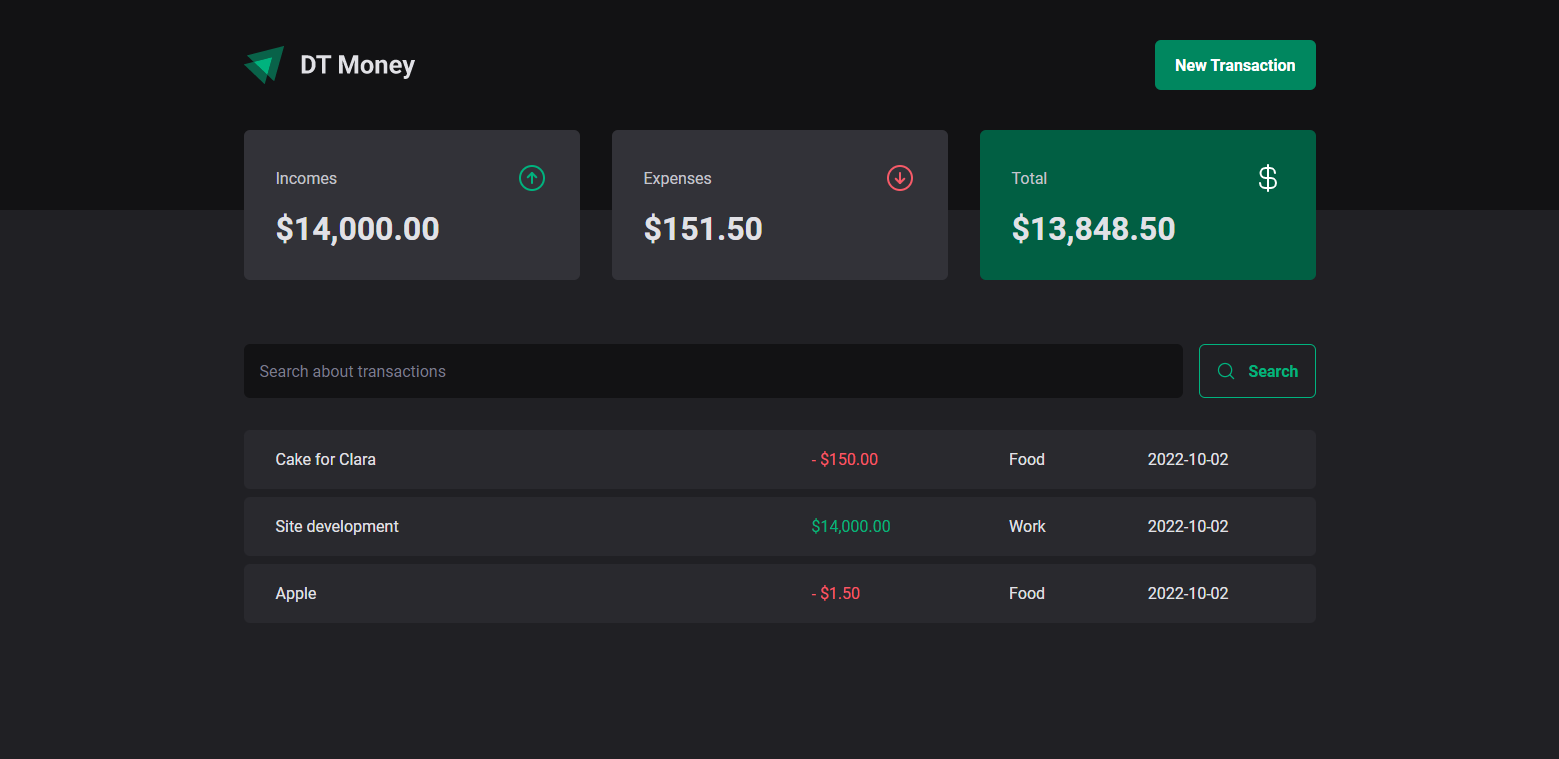 DT Money
New Transaction
Incomes
$14,000.00
Expenses
$151.50
Total
$
$13,848.50
Search about transactions
Search
Cake for Clara - $150.00 Food 2022-10-02
Site development $14,000.00 Work 2022-10-02
Apple - $1.50 Food 2022-10-02